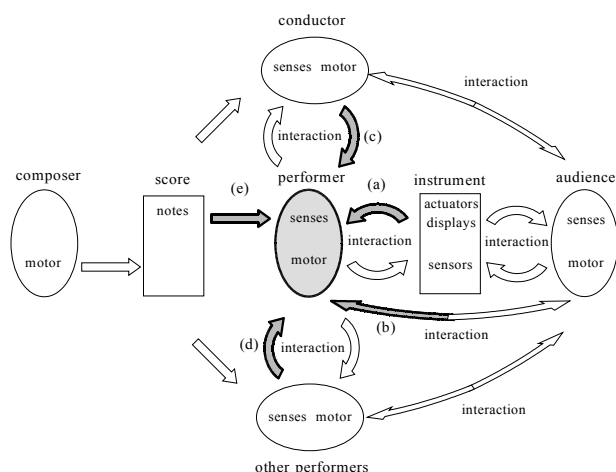 conductor
senses motor
interaction
interaction
(c)
composer
score
(e)
performer
(a)
instrument
audience
notes
senses
actuators
displays
senses
interaction
interaction
motor
motor
sensors
motor
(b)
interaction
(d)
interaction
interaction
senses motor
other performers